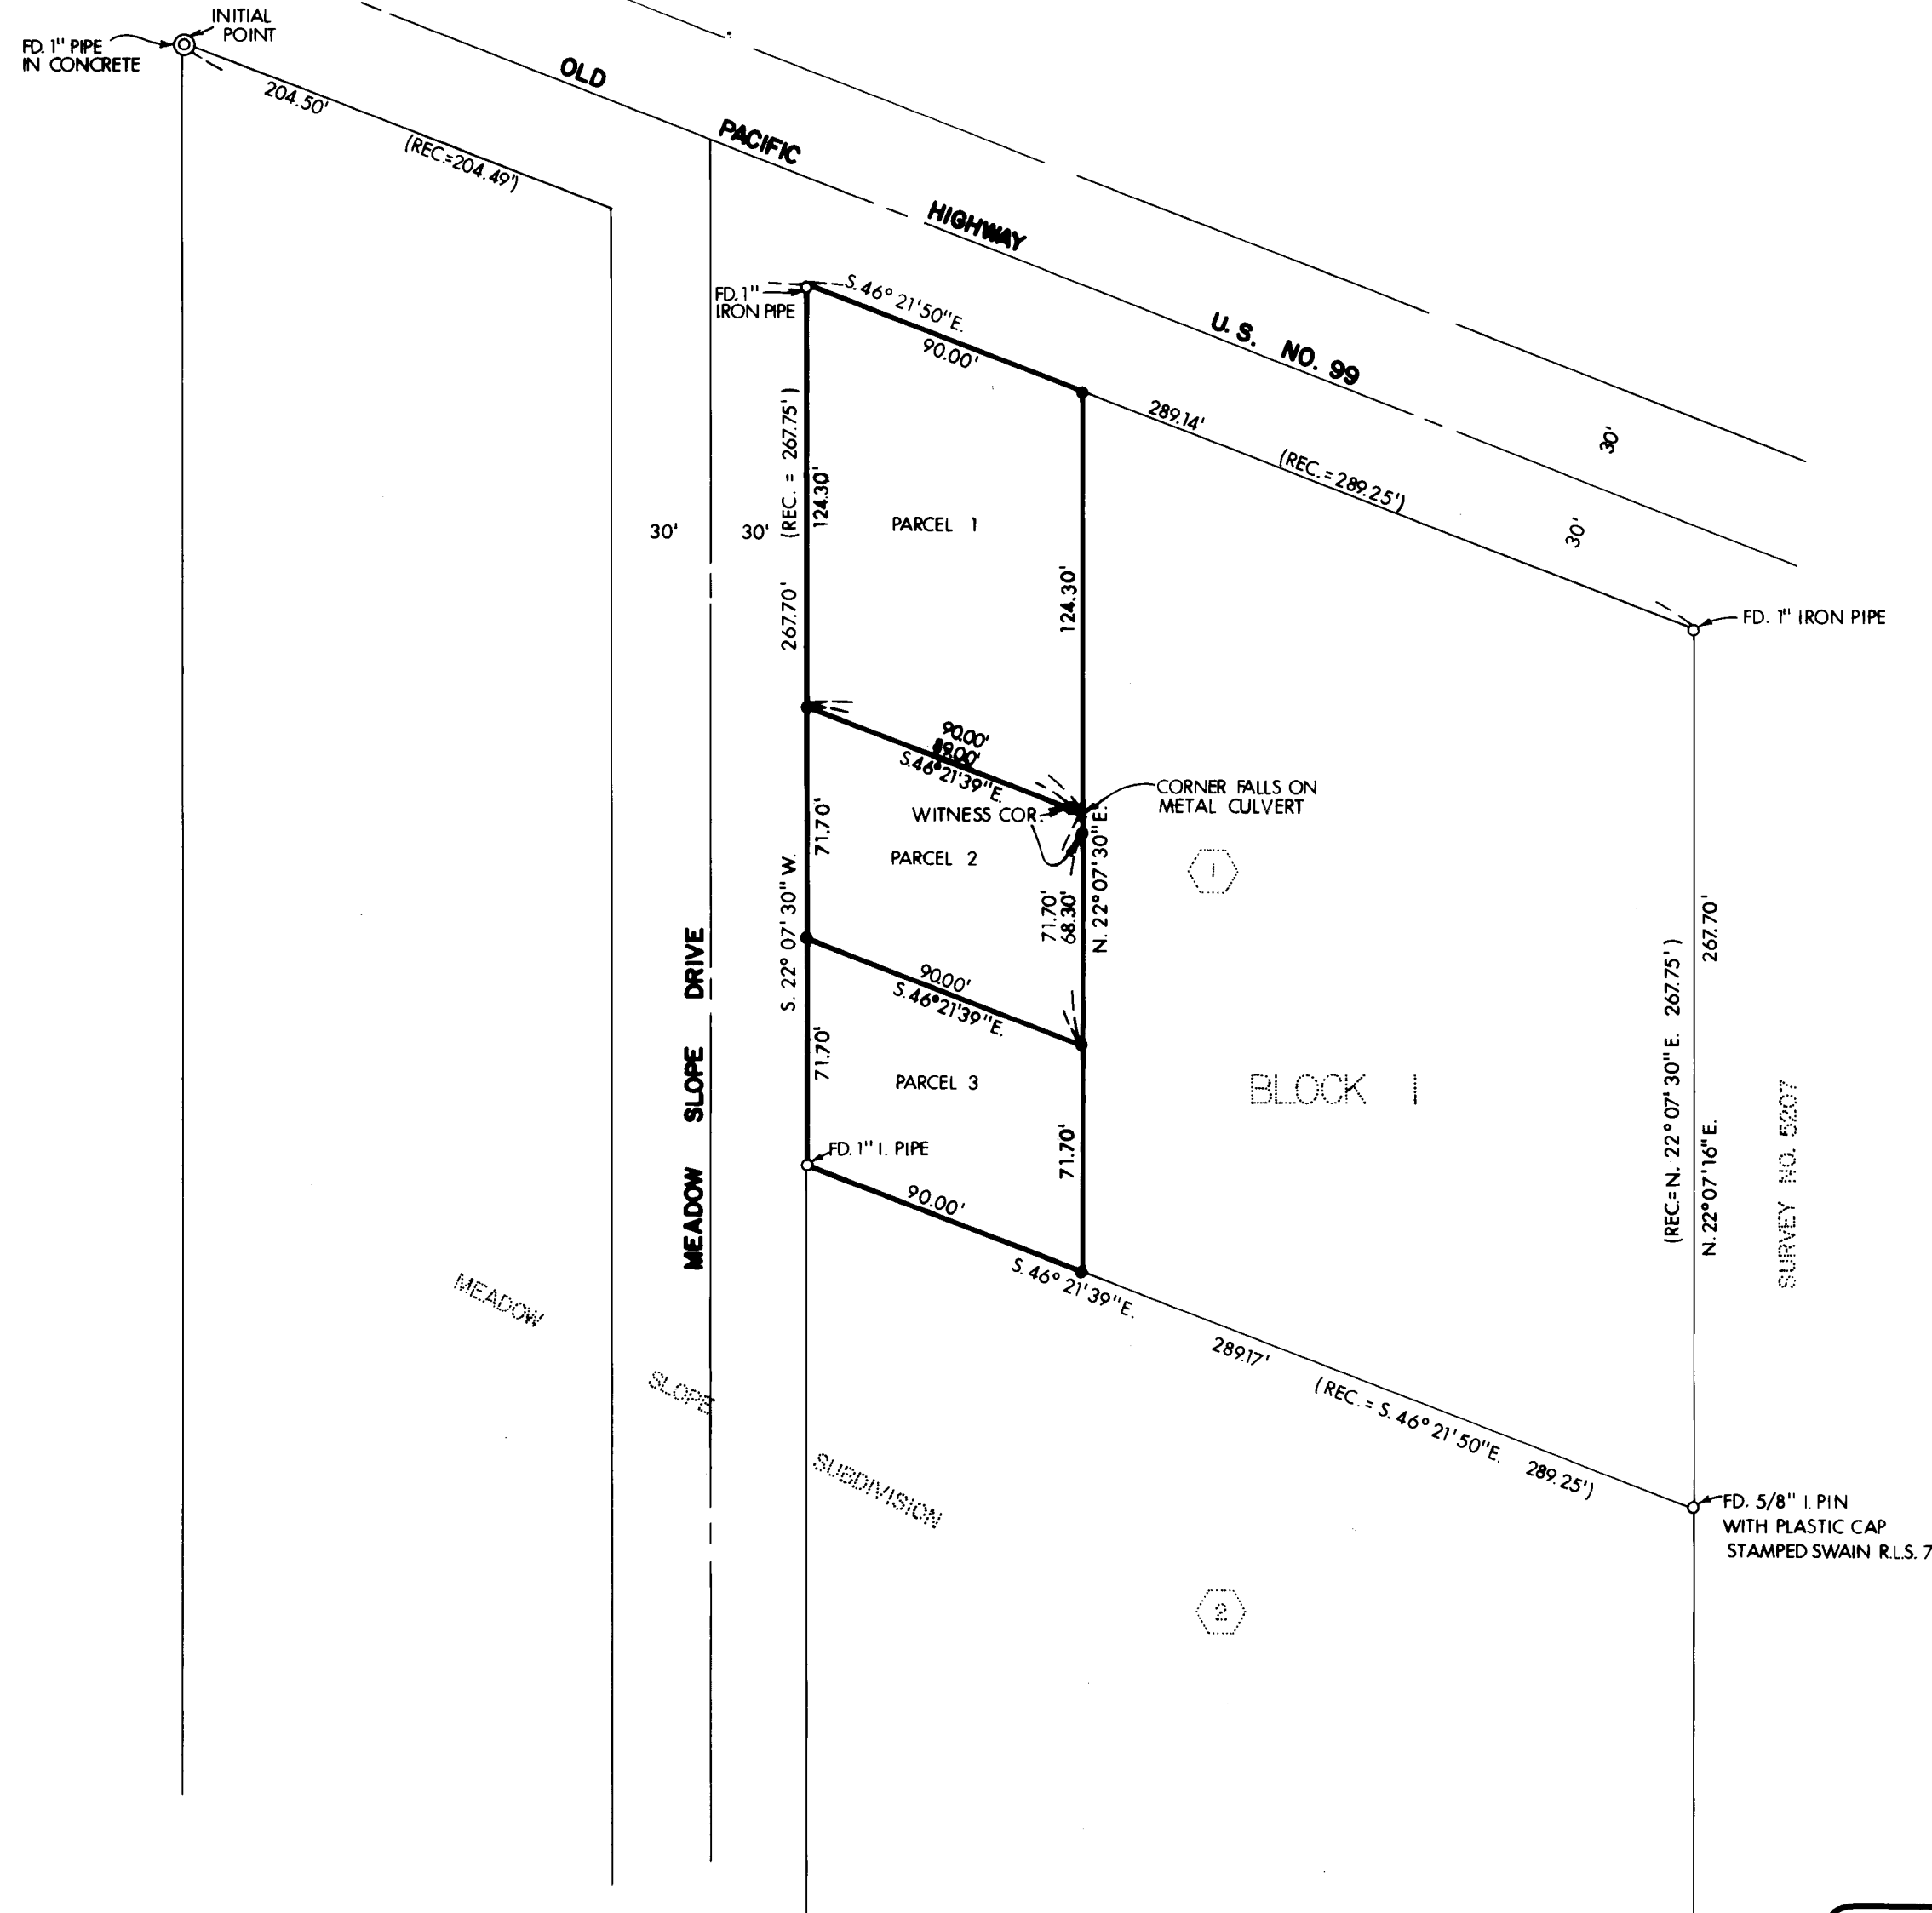 INITIAL
POINT
FD. 1" PIPE
IN CONCRETE
204.50'
(REC.=204.49')
OLD
PACIFIC
HIGHWAY
U. S. NO. 99
FD. 1"
IRON PIPE
S. 46° 21' 50" E.
90.00'
289.14'
(REC. = 289.25')
30'
30'
30'
30'
(REC. = 267.75')
124.30'
267.70'
PARCEL 1
124.30'
FD. 1" IRON PIPE
90.00'
89.00'
S. 46° 21' 39" E.
CORNER FALLS ON
METAL CULVERT
WITNESS COR.
71.70'
PARCEL 2
1
71.70'
68.30'
N. 22° 07' 30" E.
S. 22° 07' 30" W.
90.00'
S. 46° 21' 39" E.
71.70'
PARCEL 3
71.70'
BLOCK 1
267.70'
(REC.= N. 22° 07' 30" E. 267.75')
N. 22° 07' 16" E.
SURVEY NO. 5207
MEADOW SLOPE DRIVE
FD. 1" I. PIPE
90.00'
S. 46° 21' 39" E.
289.17'
(REC. = S. 46° 21' 50" E. 289.25')
MEADOW
SLOPE
SUBDIVISION
FD. 5/8" I. PIN
WITH PLASTIC CAP
STAMPED SWAIN R.L.S. 7
2